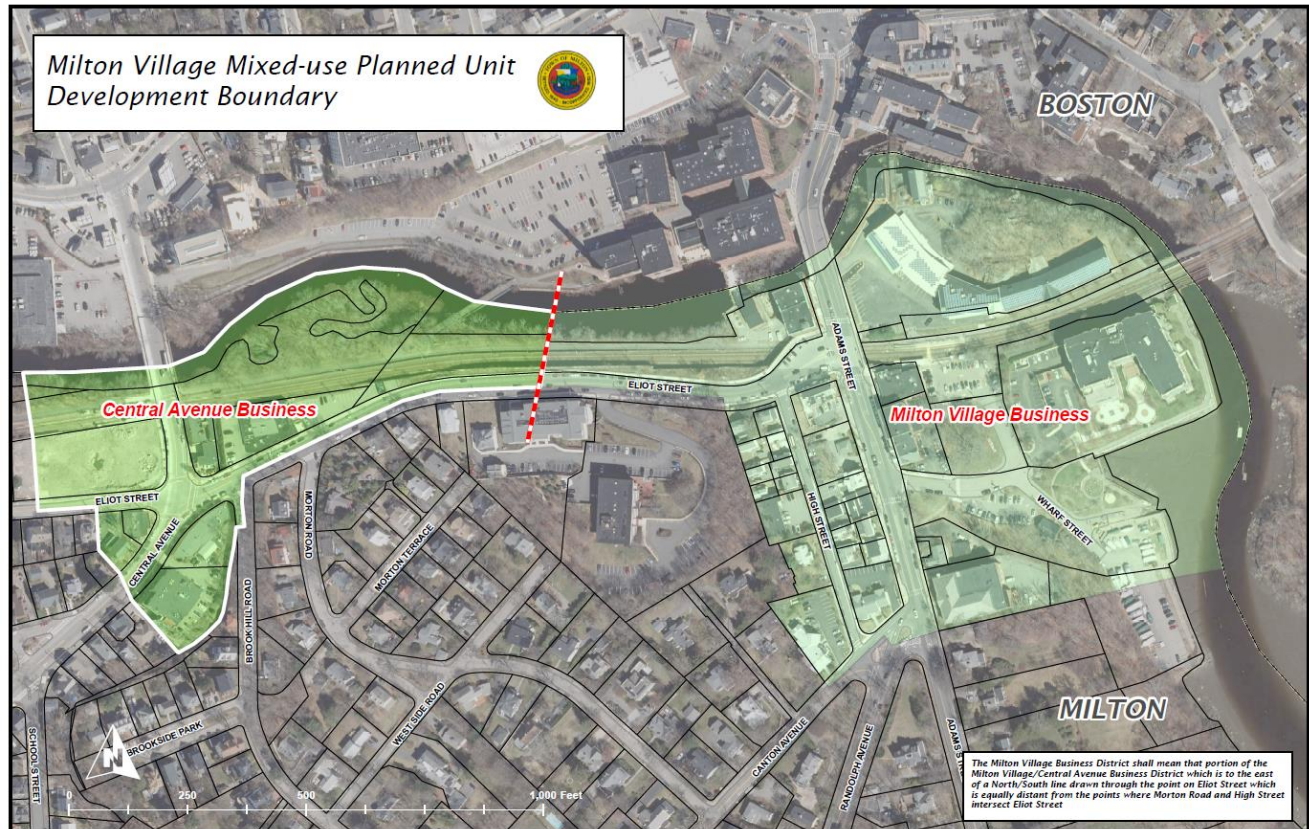 Milton Village Mixed-use Planned Unit
Development Boundary
BOSTON
ADAMS STREET
ELIOT STREET
Central Avenue Business
Milton Village Business
ELIOT STREET
CENTRAL AVENUE
MORTON ROAD
MORTON TERRACE
HIGH STREET
WHARF STREET
BROOK HILL ROAD
WEST SIDE ROAD
MILTON
BROOKSIDE PARK
SCHOOL STREET
CANTON AVENUE
RANDOLPH AVENUE
N
0 250 500 1,000 Feet
The Milton Village Business District shall mean that portion of the
Milton Village/Central Avenue Business District which is to the east
of a North/South line drawn through the point on Eliot Street which
is equally distant from the points where Morton Road and High Street
intersect Eliot Street